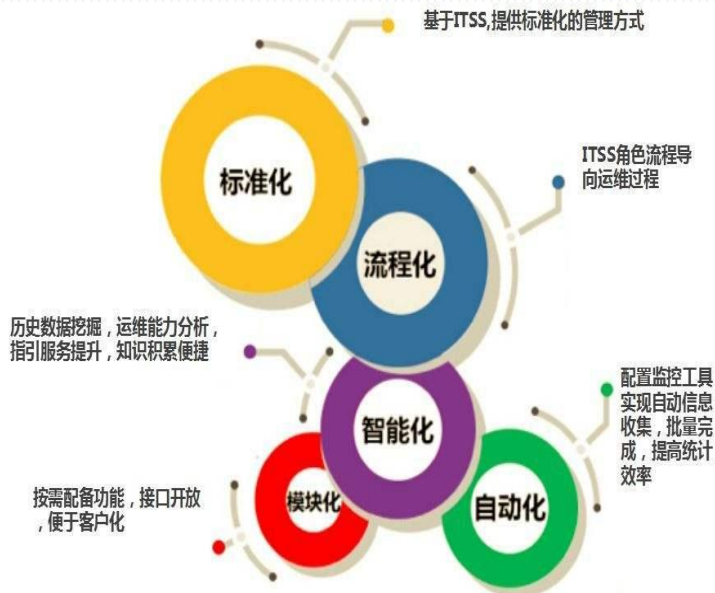 基于ITSS,提供标准化的管理方式
标准化
ITSS角色流程导
向运维过程
流程化
历史数据挖掘，运维能力分析，
指引服务提升，知识积累便捷
智能化
配置监控工具
实现自动信息
收集，批量完
成，提高统计
效率
按需配备功能，接口开放
，便于客户化
模块化
自动化